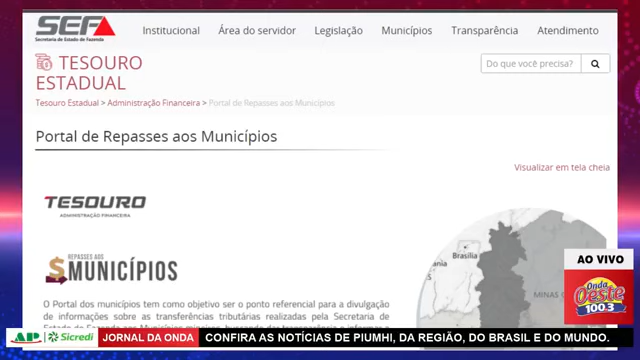 SEF
Secretaria de Estado de Fazenda
Institucional
Área do servidor
Legislação
Municípios
Transparência
Atendimento
TESOURO
ESTADUAL
Do que você precisa?
Tesouro Estadual > Administração Financeira > Portal de Repasses aos Municípios
Portal de Repasses aos Municípios
Visualizar em tela cheia
TESOURO
ADMINISTRAÇÃO FINANCEIRA
REPASSES AOS
MUNICÍPIOS
Brasília
MINAS
O Portal dos municípios tem como objetivo ser o ponto referencial para a divulgação
de informações sobre as transferências tributárias realizadas pela Secretaria de
AO VIVO
Onda
Oeste
100.3
AP
Sicredi
JORNAL DA ONDA
CONFIRA AS NOTÍCIAS DE PIUMHI, DA REGIÃO, DO BRASIL E DO MUNDO.